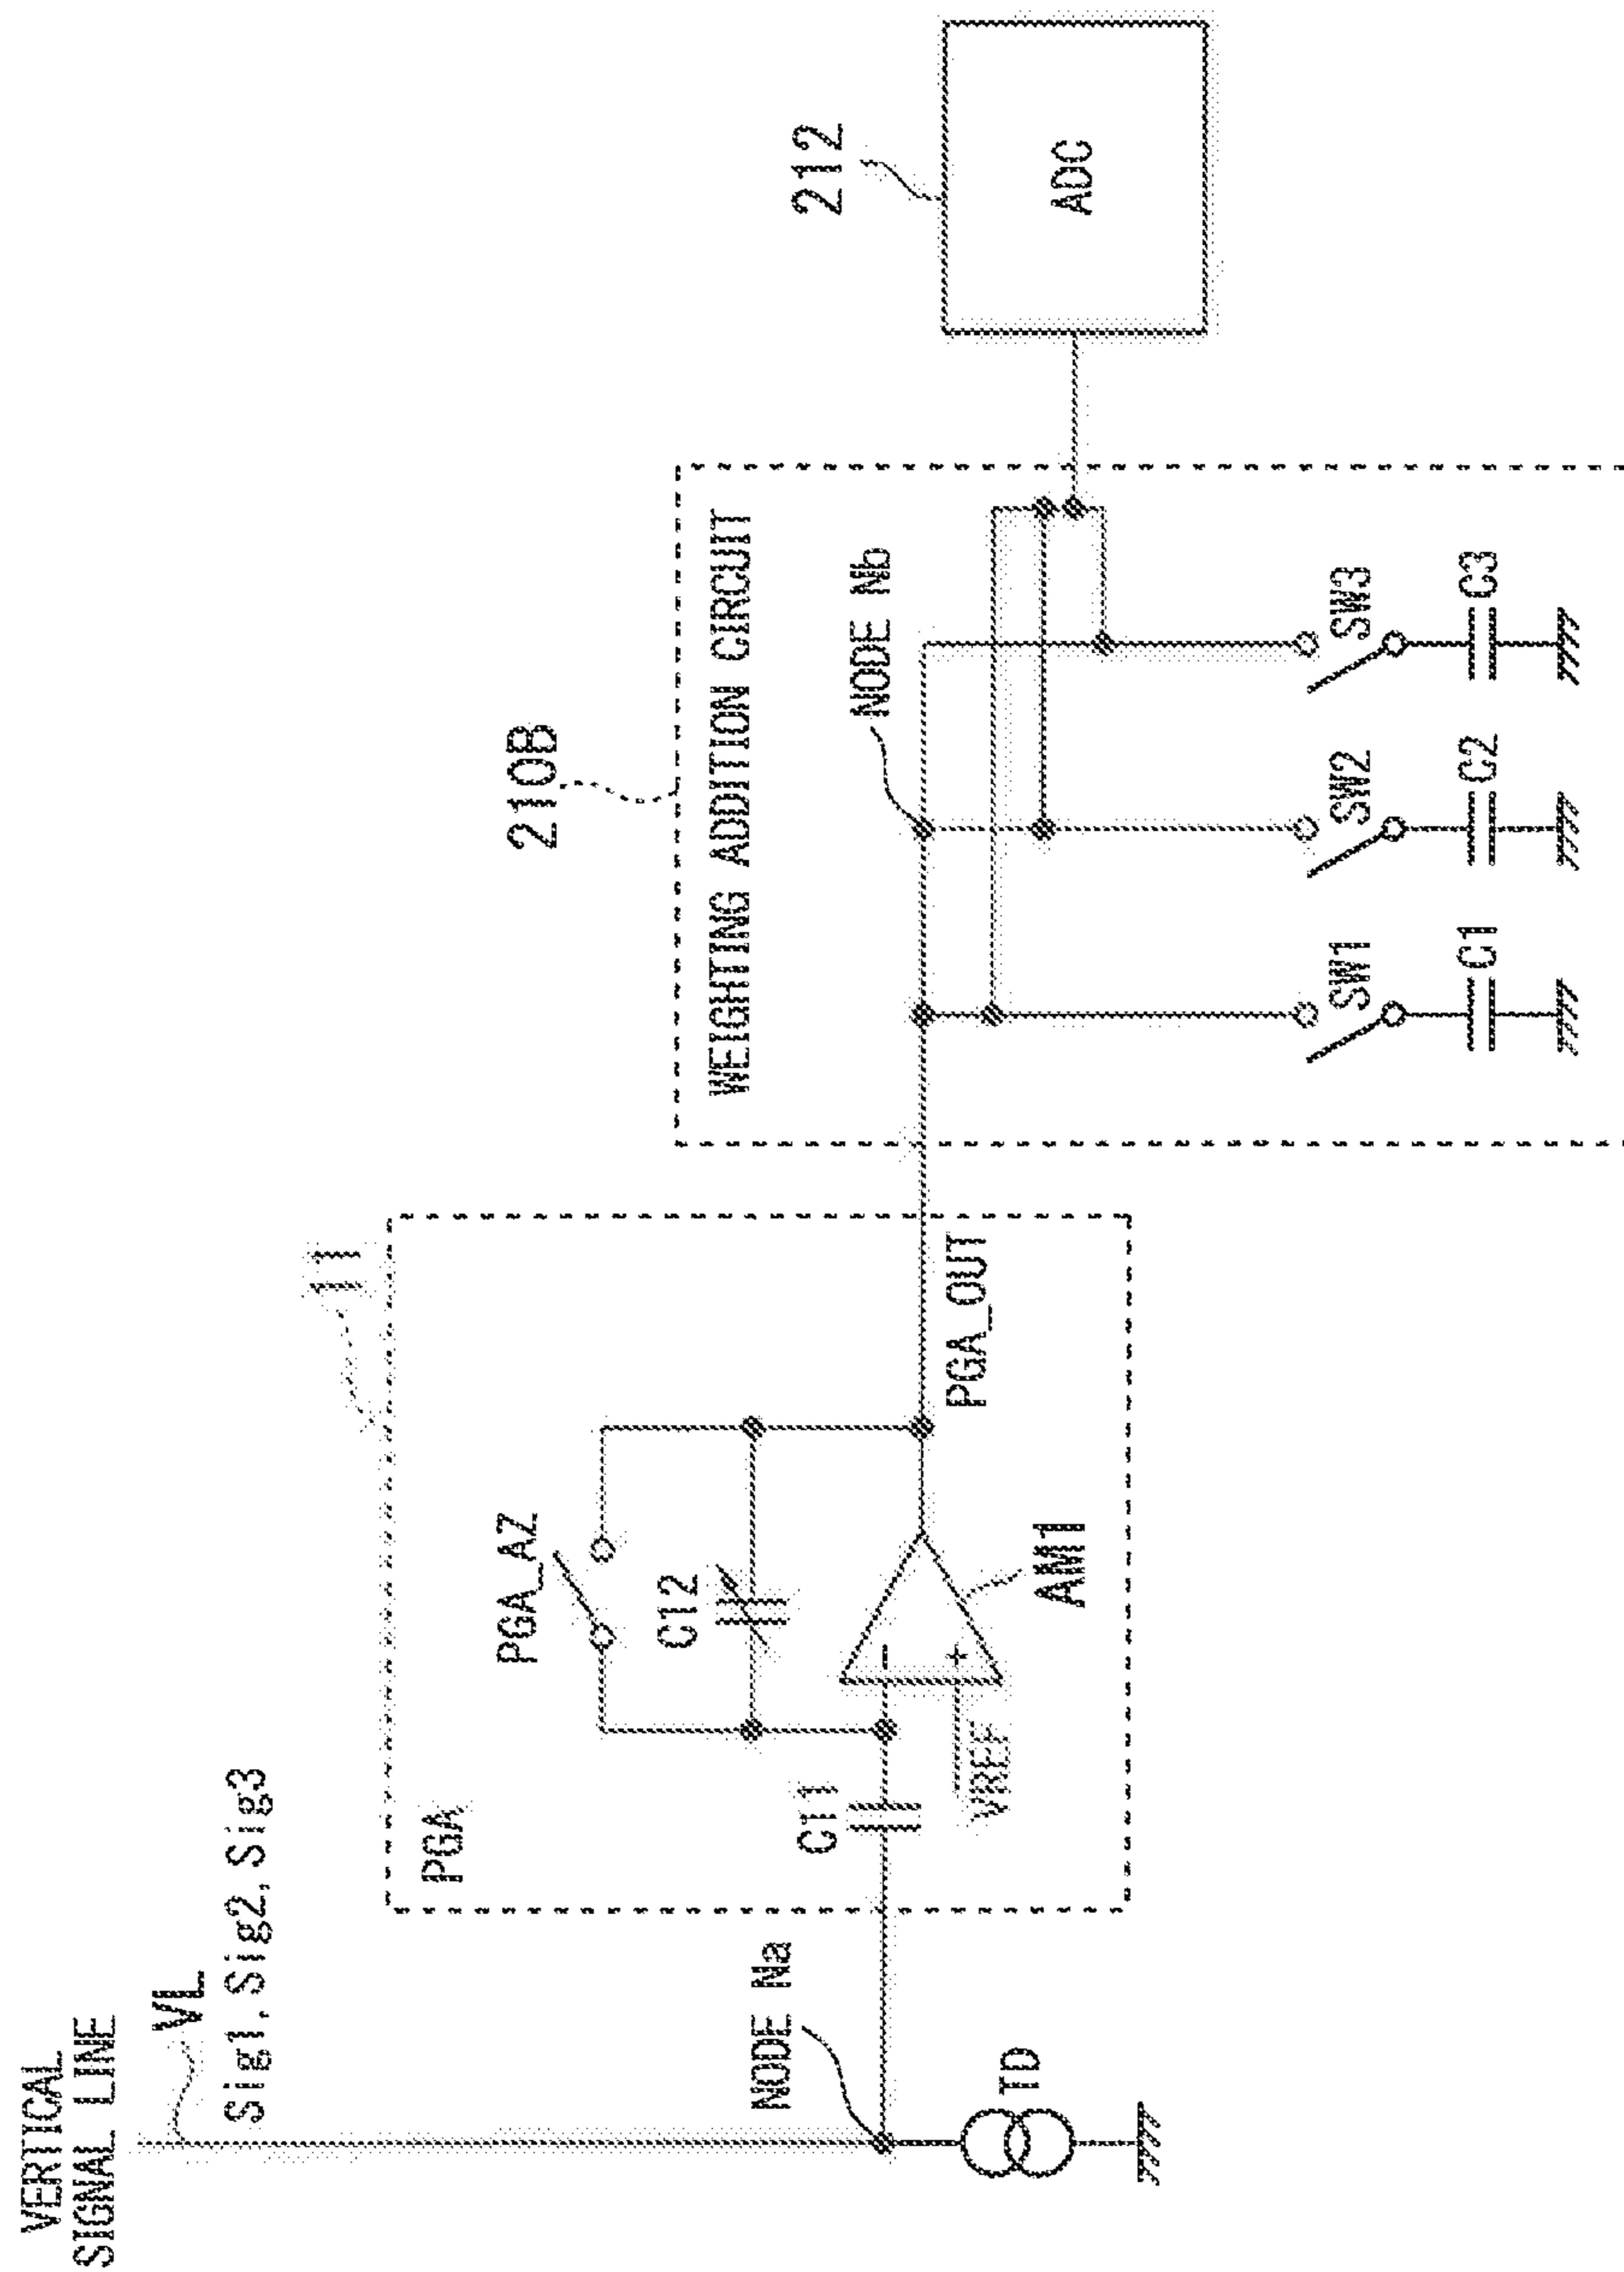 VERTICAL
SIGNAL LINE
VL
Sig1, Sig2, Sig3
NODE Na
TD
11
PGA
PGA_AZ
C12
C11
-
+
VREF
AM1
PGA_OUT
210B
WEIGHTING ADDITION CIRCUIT
NODE Nb
SW1
SW2
SW3
C1
C2
C3
212
ADC